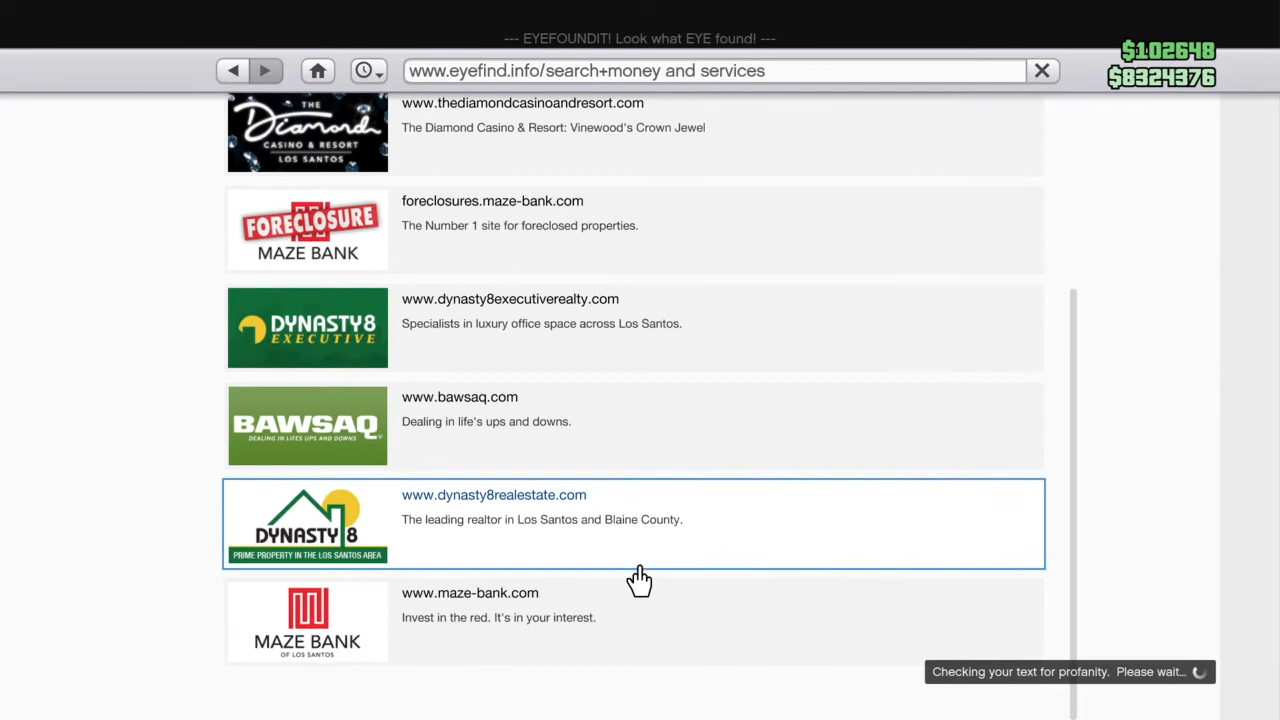 --- EYEFOUNDIT! Look what EYE found! ---
$102648
www.eyefind.info/search+money and services
$8324376
THE
Diamond
CASINO & RESORT
LOS SANTOS
www.thediamondcasinoandresort.com
The Diamond Casino & Resort: Vinewood's Crown Jewel
FORECLOSURE
MAZE BANK
foreclosures.maze-bank.com
The Number 1 site for foreclosed properties.
DYNASTY8
EXECUTIVE
www.dynasty8executiverealty.com
Specialists in luxury office space across Los Santos.
BAWSAQ
DEALING IN LIFES UPS AND DOWNS
www.bawsaq.com
Dealing in life's ups and downs.
DYNASTY 8
PRIME PROPERTY IN THE LOS SANTOS AREA
www.dynasty8realestate.com
The leading realtor in Los Santos and Blaine County.
MAZE BANK
OF LOS SANTOS
www.maze-bank.com
Invest in the red. It's in your interest.
Checking your text for profanity. Please wait...